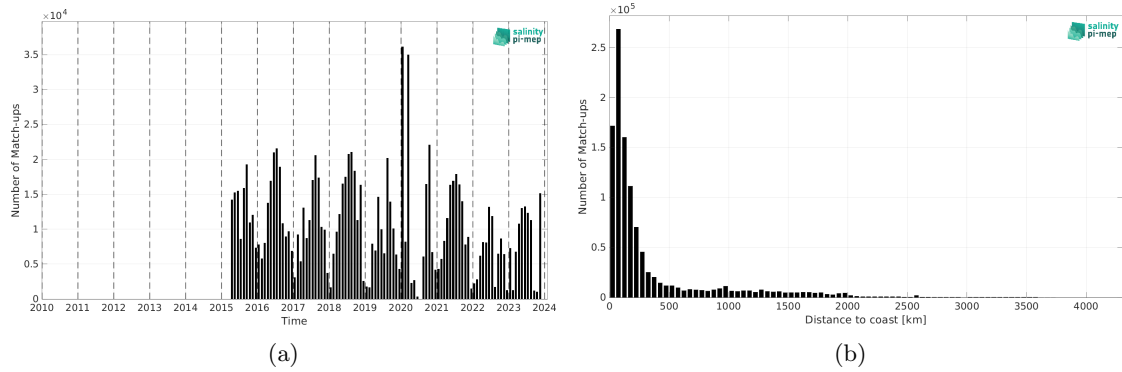 ×10^4
3.5
3
2.5
2
1.5
1
0.5
0
Number of Match-ups
2010 2011 2012 2013 2014 2015 2016 2017 2018 2019 2020 2021 2022 2023 2024
Time
salinity
pi-mep
(a)
×10^5
2.5
2
1.5
1
0.5
0
Number of Match-ups
0 500 1000 1500 2000 2500 3000 3500 4000
Distance to coast [km]
salinity
pi-mep
(b)